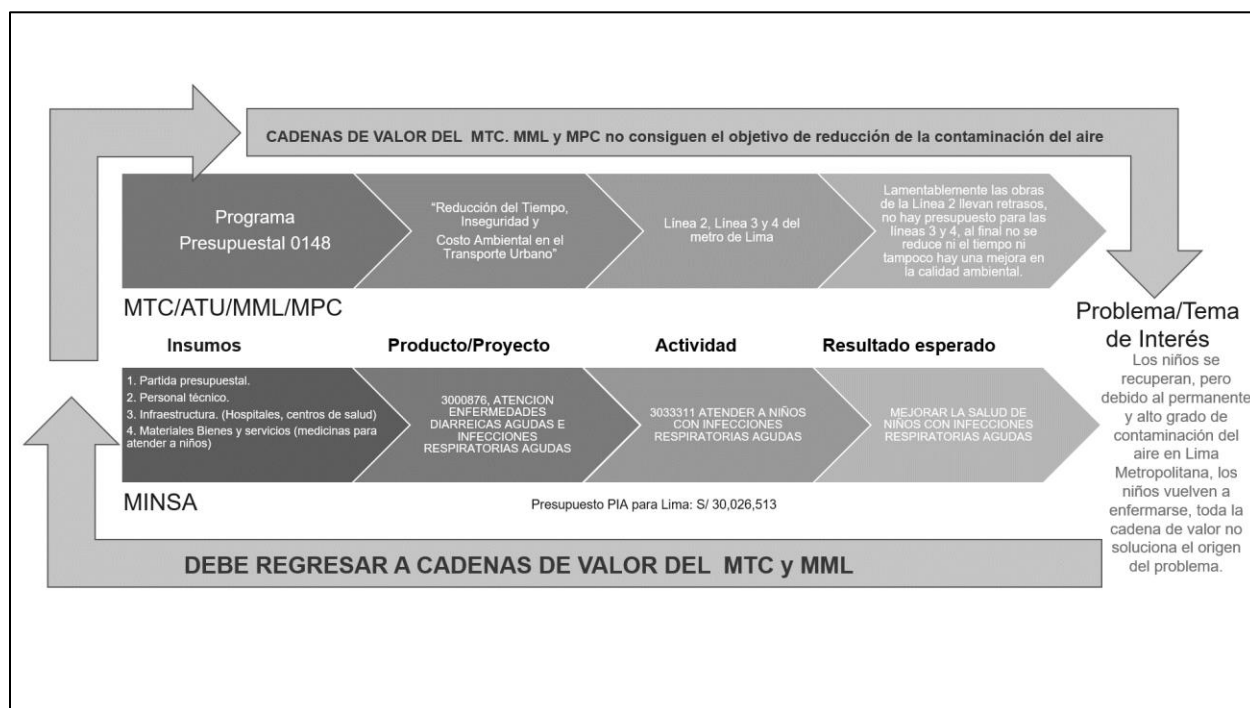 CADENAS DE VALOR DEL MTC. MML y MPC no consiguen el objetivo de reducción de la contaminación del aire
Programa
Presupuestal 0148
“Reducción del Tiempo,
Inseguridad y
Costo Ambiental en el
Transporte Urbano”
Línea 2, Línea 3 y 4 del
metro de Lima
Lamentablemente las obras
de la Línea 2 llevan retrasos,
no hay presupuesto para las
líneas 3 y 4, al final no se
reduce ni el tiempo ni
tampoco hay una mejora en
la calidad ambiental.
MTC/ATU/MML/MPC
Insumos
Producto/Proyecto
Actividad
Resultado esperado
1. Partida presupuestal.
2. Personal técnico.
3. Infraestructura. (Hospitales, centros de salud)
4. Materiales Bienes y servicios (medicinas para
atender a niños)
3000876, ATENCION
ENFERMEDADES
DIARREICAS AGUDAS E
INFECCIONES
RESPIRATORIAS AGUDAS
3033311 ATENDER A NIÑOS
CON INFECCIONES
RESPIRATORIAS AGUDAS
MEJORAR LA SALUD DE
NIÑOS CON INFECCIONES
RESPIRATORIAS AGUDAS
MINSA
Presupuesto PIA para Lima: S/ 30,026,513
Problema/Tema
de Interés
Los niños se
recuperan, pero
debido al permanente
y alto grado de
contaminación del
aire en Lima
Metropolitana, los
niños vuelven a
enfermarse, toda la
cadena de valor no
soluciona el origen
del problema.
DEBE REGRESAR A CADENAS DE VALOR DEL MTC y MML